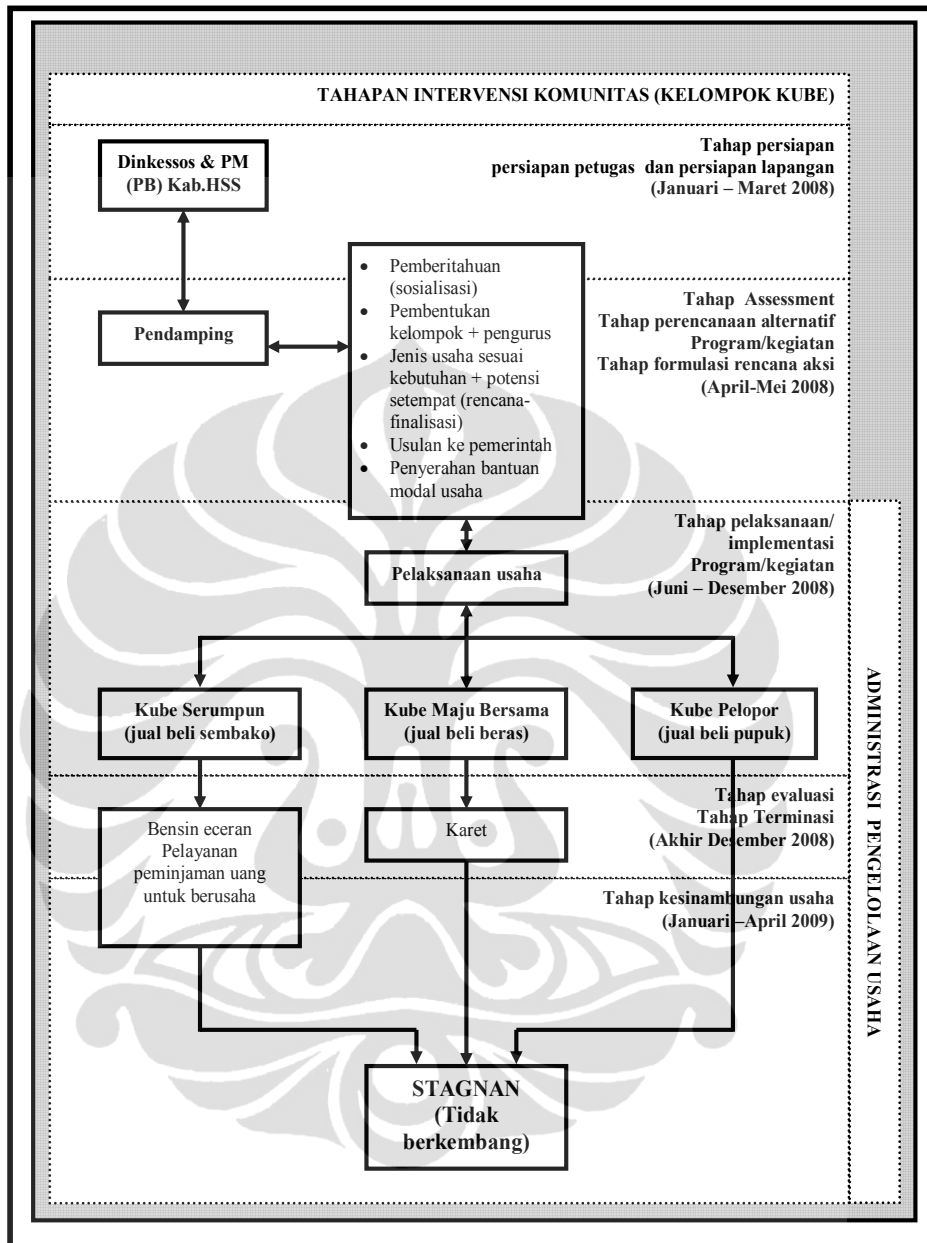 TAHAPAN INTERVENSI KOMUNITAS (KELOMPOK KUBE)
Dinkessos & PM
(PB) Kab.HSS
Tahap persiapan
persiapan petugas dan persiapan lapangan
(Januari – Maret 2008)
• Pemberitahuan
(sosialisasi)
• Pembentukan
kelompok + pengurus
• Jenis usaha sesuai
kebutuhan + potensi
setempat (rencana-
finalisasi)
• Usulan ke pemerintah
• Penyerahan bantuan
modal usaha
Pendamping
Tahap Assessment
Tahap perencanaan alternatif
Program/kegiatan
Tahap formulasi rencana aksi
(April-Mei 2008)
Tahap pelaksanaan/
implementasi
Program/kegiatan
(Juni – Desember 2008)
Pelaksanaan usaha
Kube Serumpun
(jual beli sembako)
Kube Maju Bersama
(jual beli beras)
Kube Pelopor
(jual beli pupuk)
ADMINISTRASI PENGELOLAAN USAHA
Bensin eceran
Pelayanan
peminjaman uang
untuk berusaha
Karet
Tahap evaluasi
Tahap Terminasi
(Akhir Desember 2008)
Tahap kesinambungan usaha
(Januari –April 2009)
STAGNAN
(Tidak
berkembang)